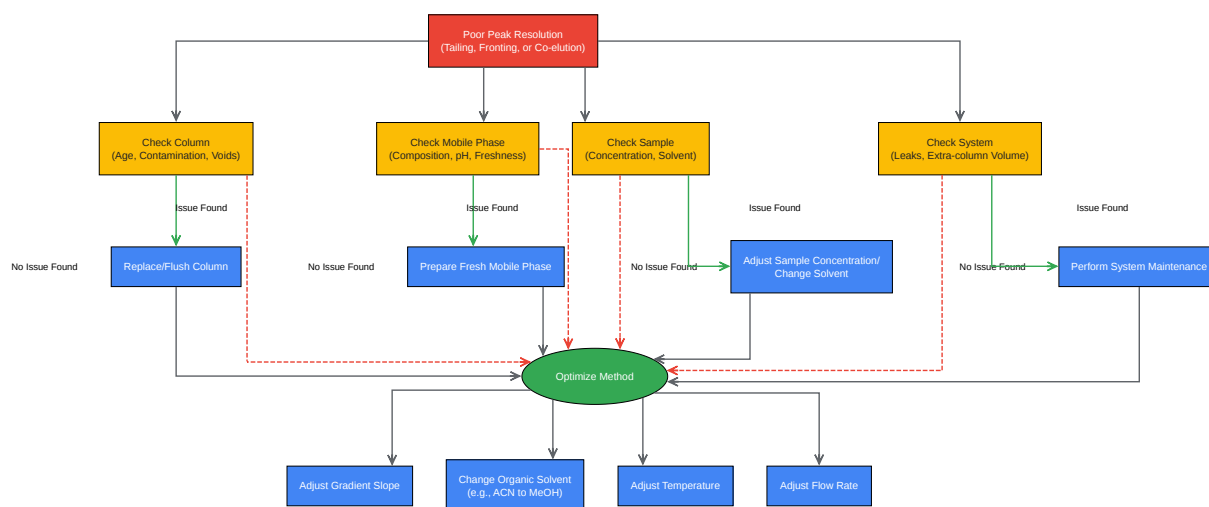 Poor Peak Resolution
(Tailing, Fronting, or Co-elution)
Check Column
(Age, Contamination, Voids)
Check Mobile Phase
(Composition, pH, Freshness)
Check Sample
(Concentration, Solvent)
Check System
(Leaks, Extra-column Volume)
Issue Found
Issue Found
Issue Found
Issue Found
No Issue Found
Replace/Flush Column
No Issue Found
Prepare Fresh Mobile Phase
No Issue Found
Adjust Sample Concentration/
Change Solvent
No Issue Found
Perform System Maintenance
Optimize Method
Adjust Gradient Slope
Change Organic Solvent
(e.g., ACN to MeOH)
Adjust Temperature
Adjust Flow Rate